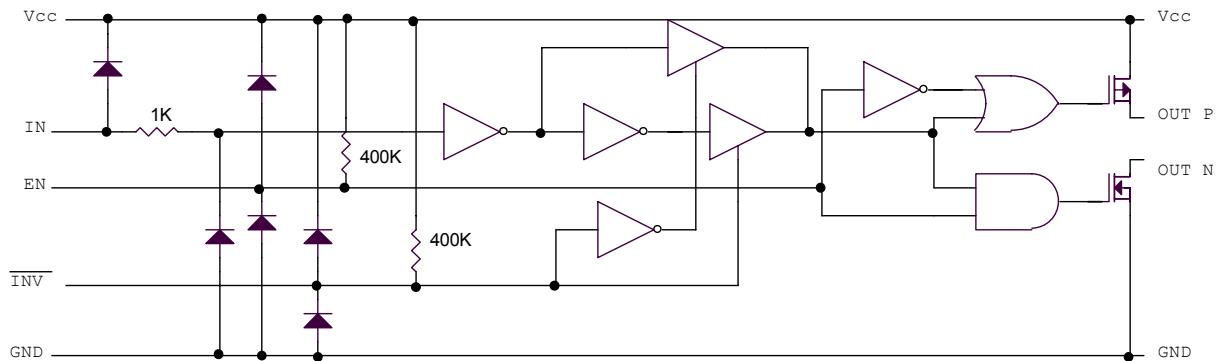 Vcc
Vcc
IN
1K
OUT P
400K
OUT N
EN
400K
INV
GND
GND